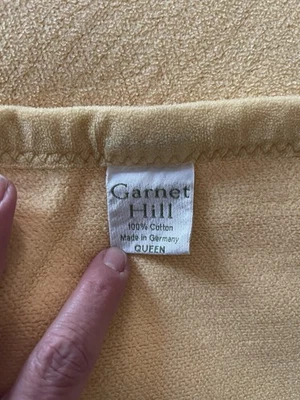 Garnet
Hill
100% Cotton
Made in Germany
QUEEN